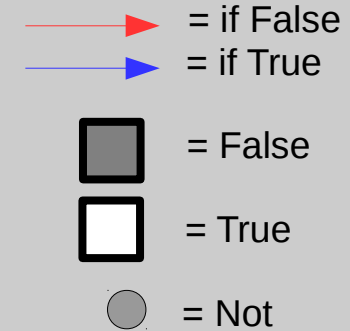 = if False
= if True
= False
= True
= Not